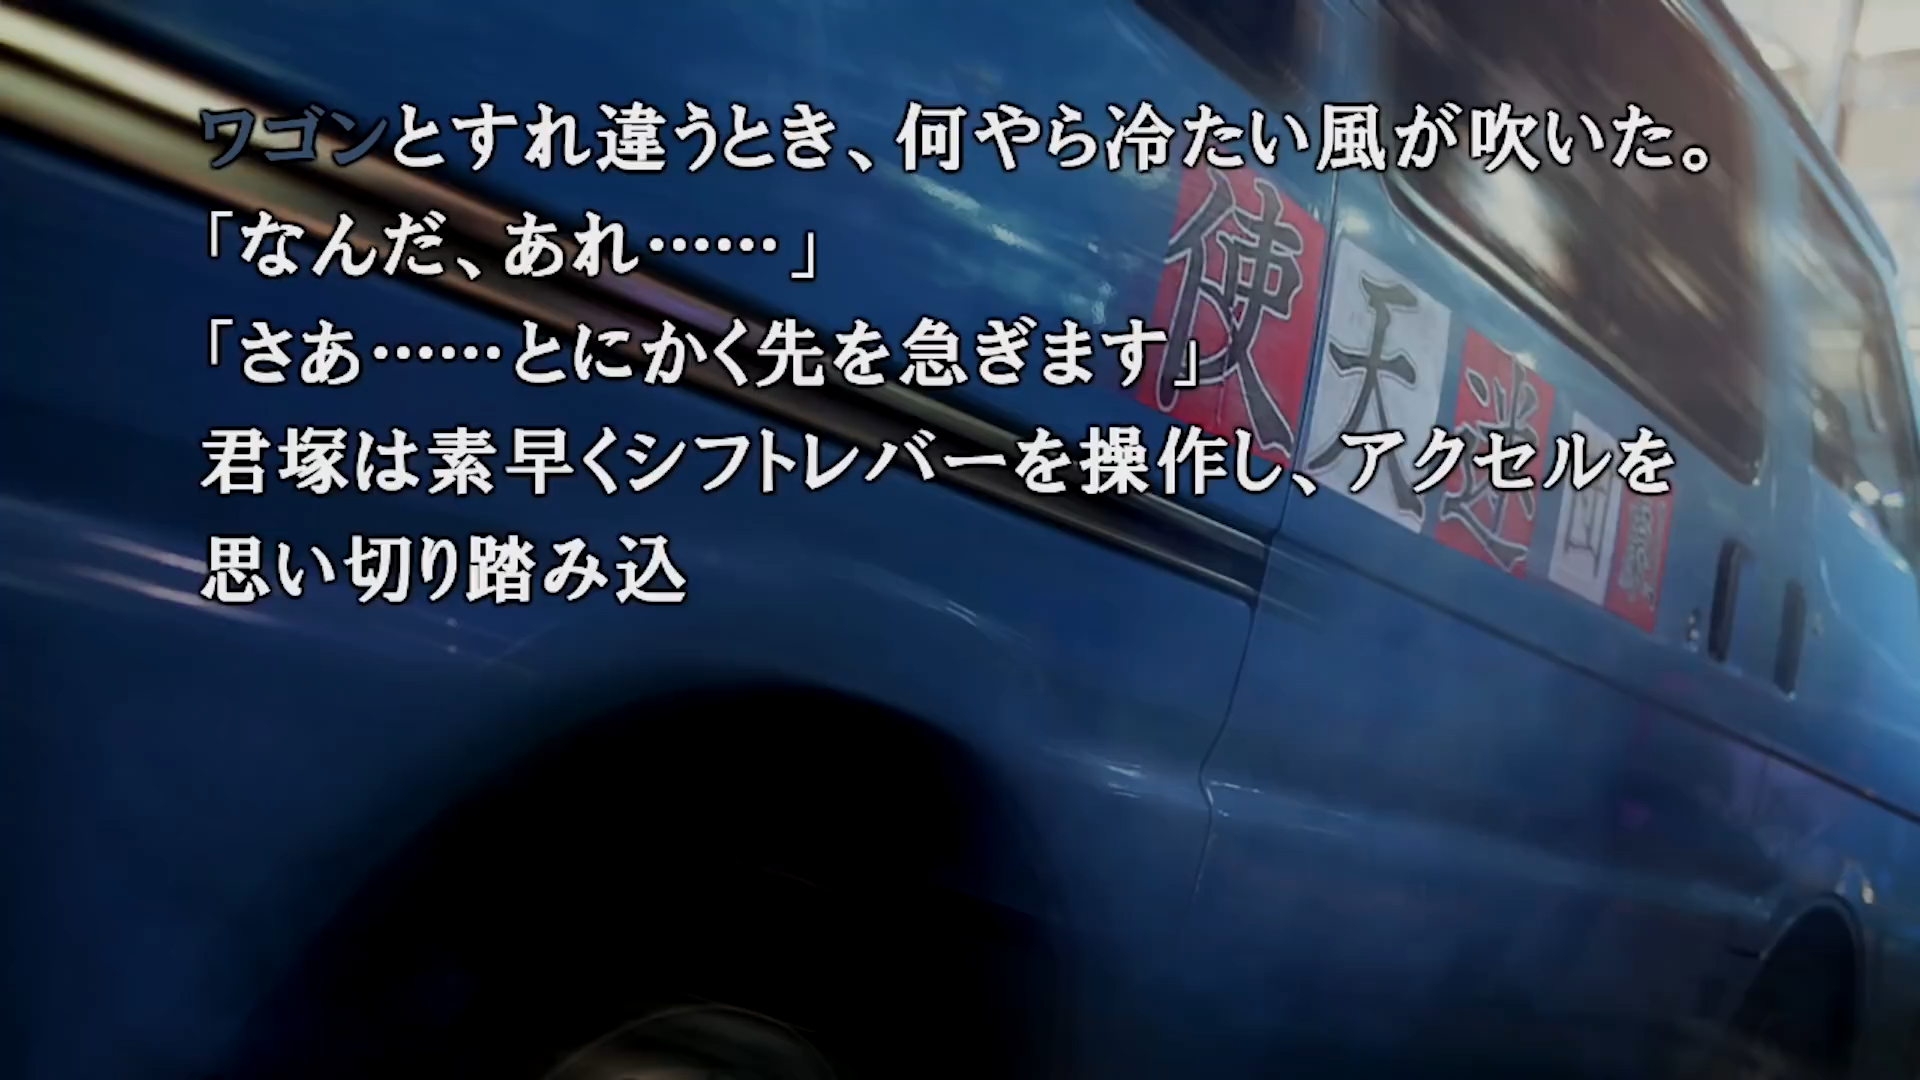 ワゴンとすれ違うとき、何やら冷たい風が吹いた。
「なんだ、あれ……」
「さあ……とにかく先を急ぎます」
君塚は素早くシフトレバーを操作し、アクセルを
思い切り踏み込
使天迷